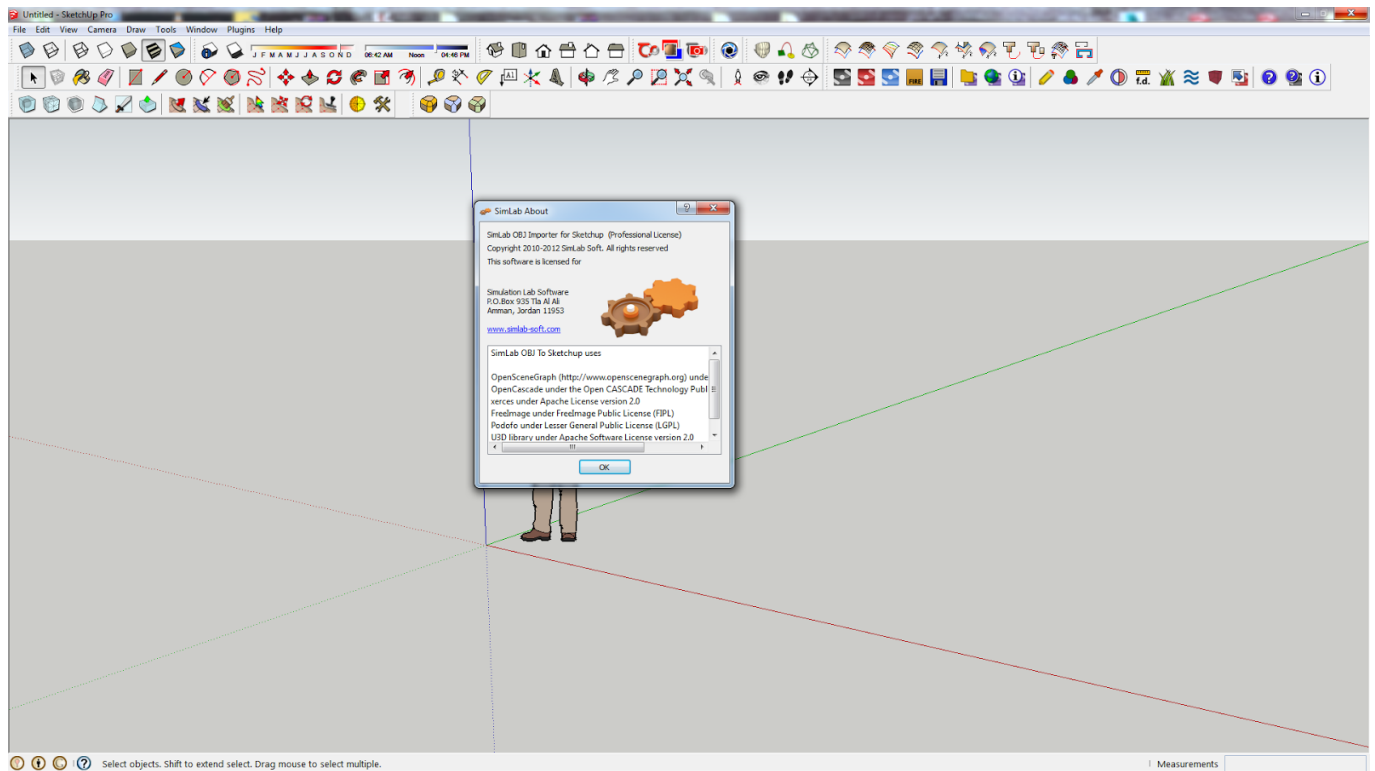 Untitled - SketchUp Pro
File Edit View Camera Draw Tools Window Plugins Help
J F M A M J J A S O N D 06:42 AM Noon 04:46 PM
A1 FIRE f.d.
SimLab About
SimLab OBJ Importer for Sketchup (Professional License)
Copyright 2010-2012 SimLab Soft. All rights reserved
This software is licensed for
Simulation Lab Software
P.O.Box 935 Tla Al Ali
Amman, Jordan 11953
www.simlab-soft.com
SimLab OBJ To Sketchup uses
OpenSceneGraph (http://www.openscenegraph.org) unde
OpenCascade under the Open CASCADE Technology Publ
xerces under Apache License version 2.0
FreeImage under FreeImage Public License (FIPL)
Podofo under Lesser General Public License (LGPL)
U3D library under Apache Software License version 2.0
OK
Select objects. Shift to extend select. Drag mouse to select multiple.
Measurements